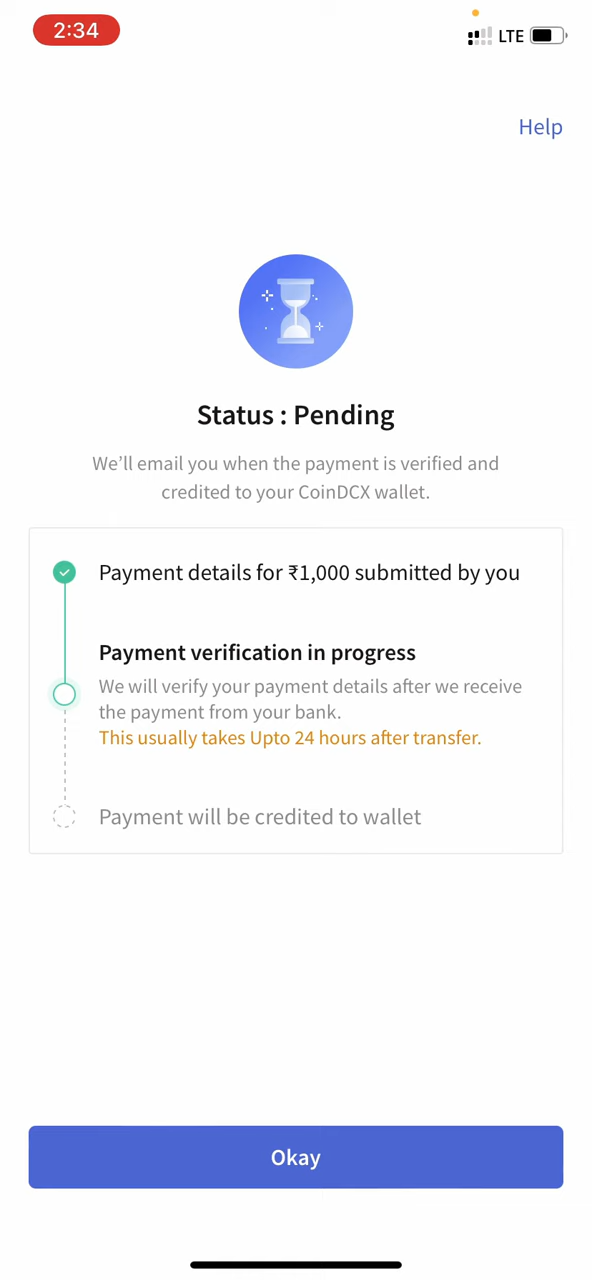 2:34
LTE
Help
Status : Pending
We'll email you when the payment is verified and
credited to your CoinDCX wallet.
Payment details for ₹1,000 submitted by you
Payment verification in progress
We will verify your payment details after we receive
the payment from your bank.
This usually takes Upto 24 hours after transfer.
Payment will be credited to wallet
Okay